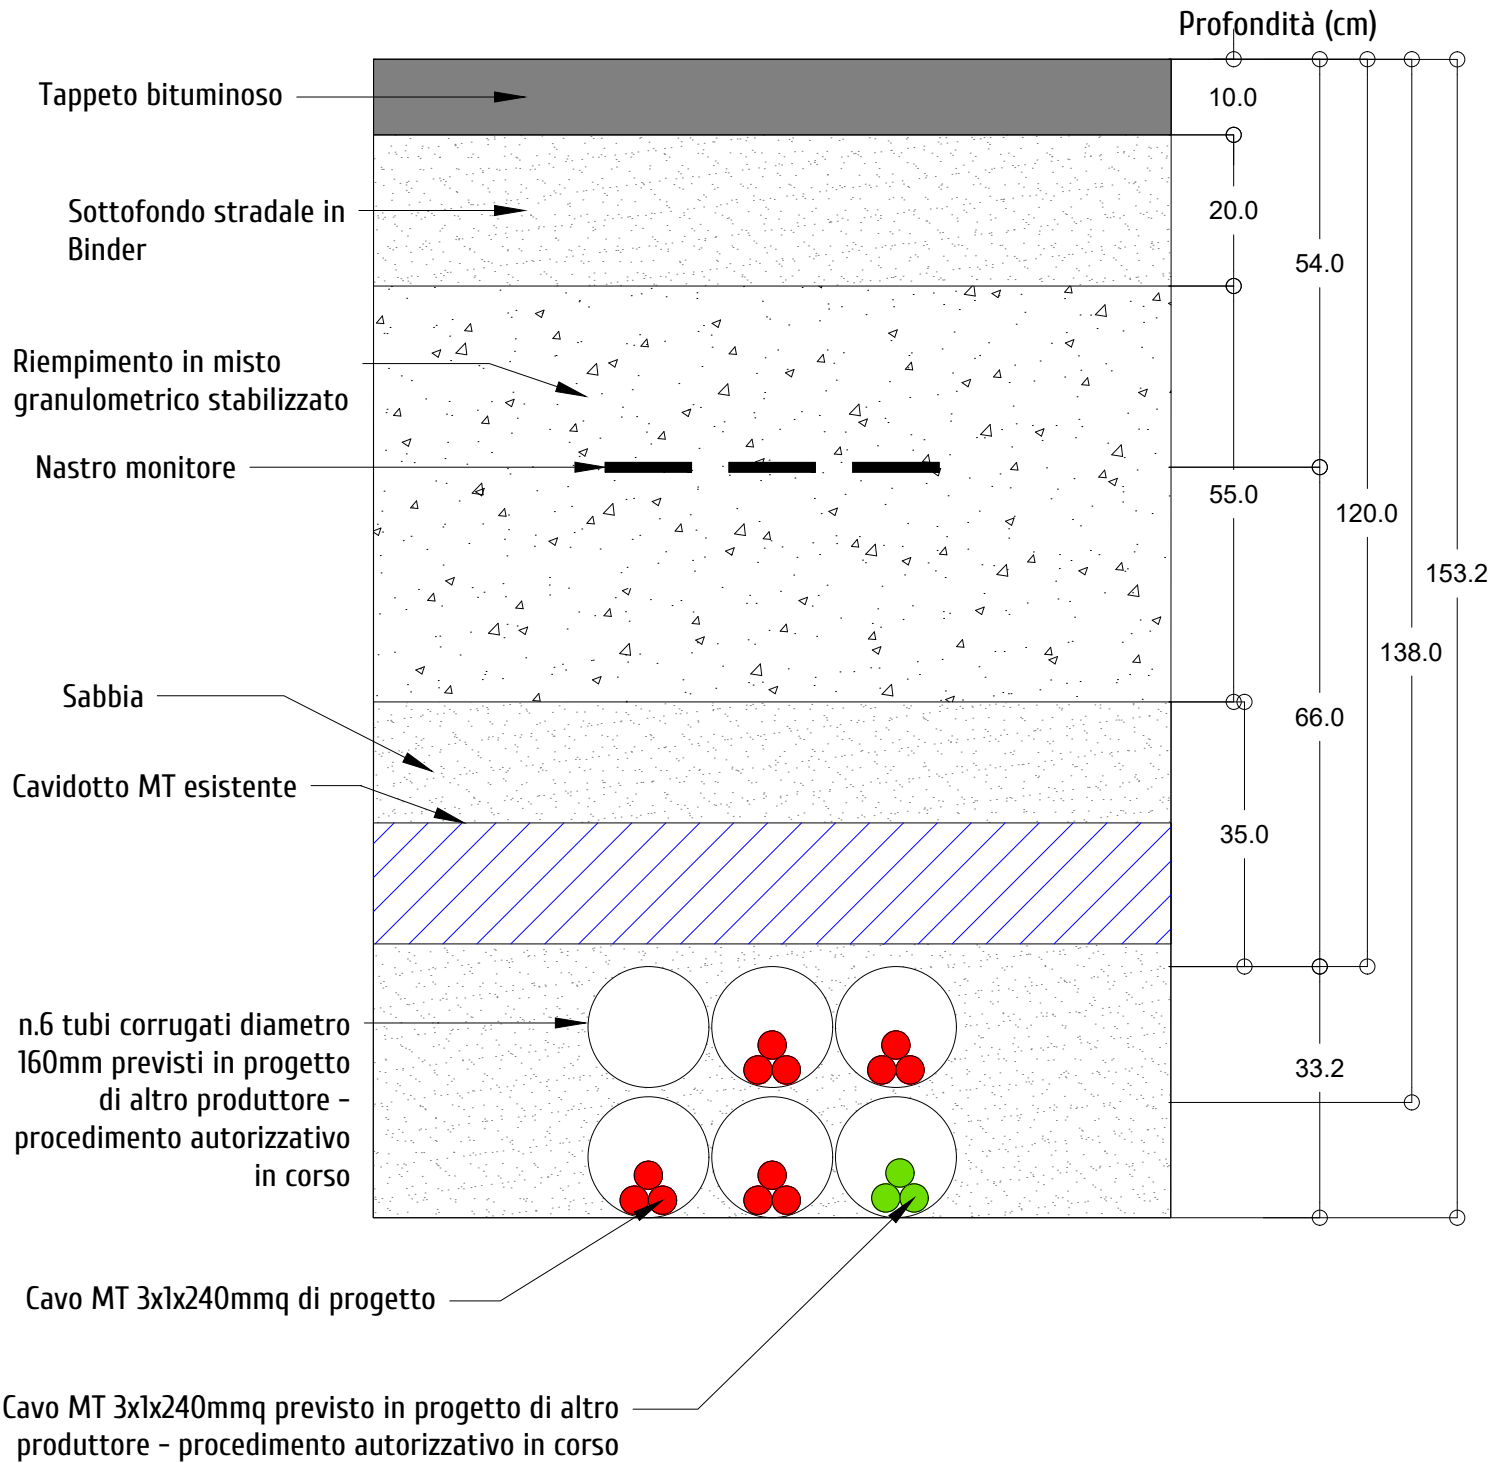 Profondità (cm)
Tappeto bituminoso
10.0
Sottofondo stradale in
Binder
20.0
54.0
Riempimento in misto
granulometrico stabilizzato
Nastro monitore
55.0
120.0
153.2
138.0
Sabbia
66.0
Cavidotto MT esistente
35.0
n.6 tubi corrugati diametro
160mm previsti in progetto
di altro produttore -
procedimento autorizzativo
in corso
33.2
Cavo MT 3x1x240mmq di progetto
Cavo MT 3x1x240mmq previsto in progetto di altro
produttore - procedimento autorizzativo in corso